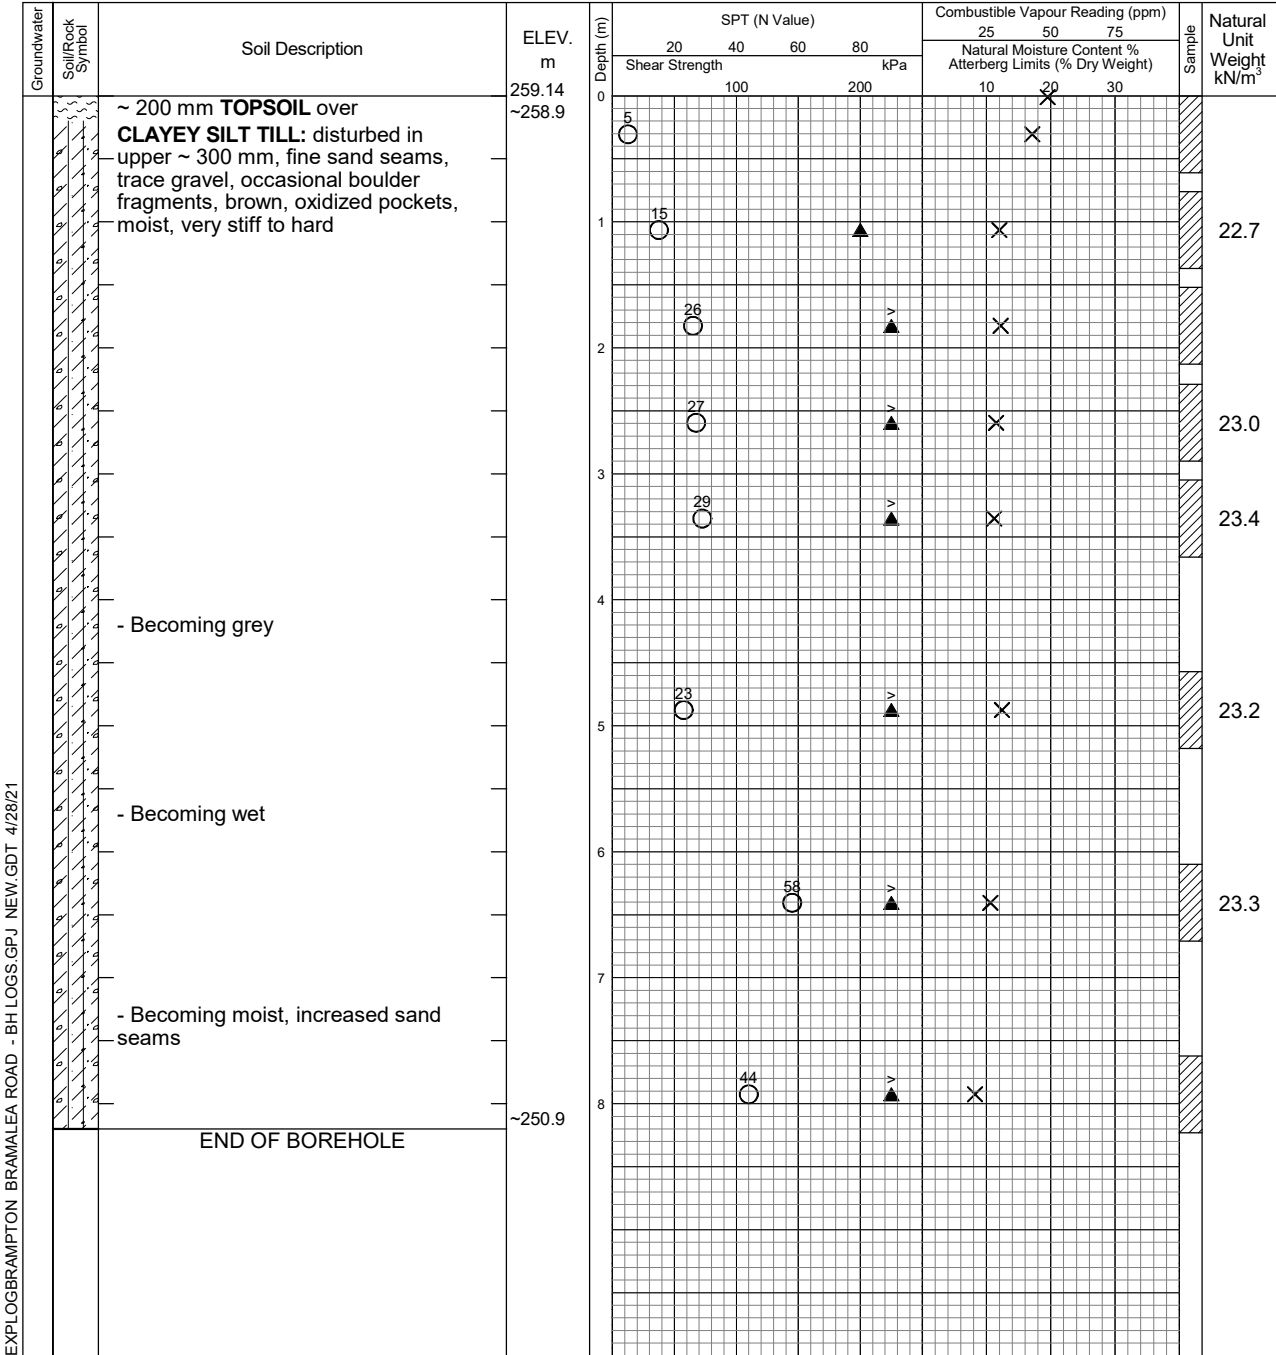 Groundwater
Soil/Rock
Symbol
Soil Description
ELEV.
m
259.14
Depth (m)
SPT (N Value)
20 40 60 80
Shear Strength kPa
100 200
Combustible Vapour Reading (ppm)
25 50 75
Natural Moisture Content %
Atterberg Limits (% Dry Weight)
10 20 30
Sample
Natural
Unit
Weight
kN/m³
0
~ 200 mm TOPSOIL over
~258.9
CLAYEY SILT TILL: disturbed in
upper ~ 300 mm, fine sand seams,
trace gravel, occasional boulder
fragments, brown, oxidized pockets,
moist, very stiff to hard
5
15
1
22.7
26
>
2
27
>
23.0
3
29
>
23.4
4
- Becoming grey
23
>
5
23.2
- Becoming wet
6
58
>
23.3
7
- Becoming moist, increased sand
seams
44
>
8
~250.9
END OF BOREHOLE
EXPLOGBRAMPTON BRAMALEA ROAD - BH LOGS.GPJ NEW.GDT 4/28/21